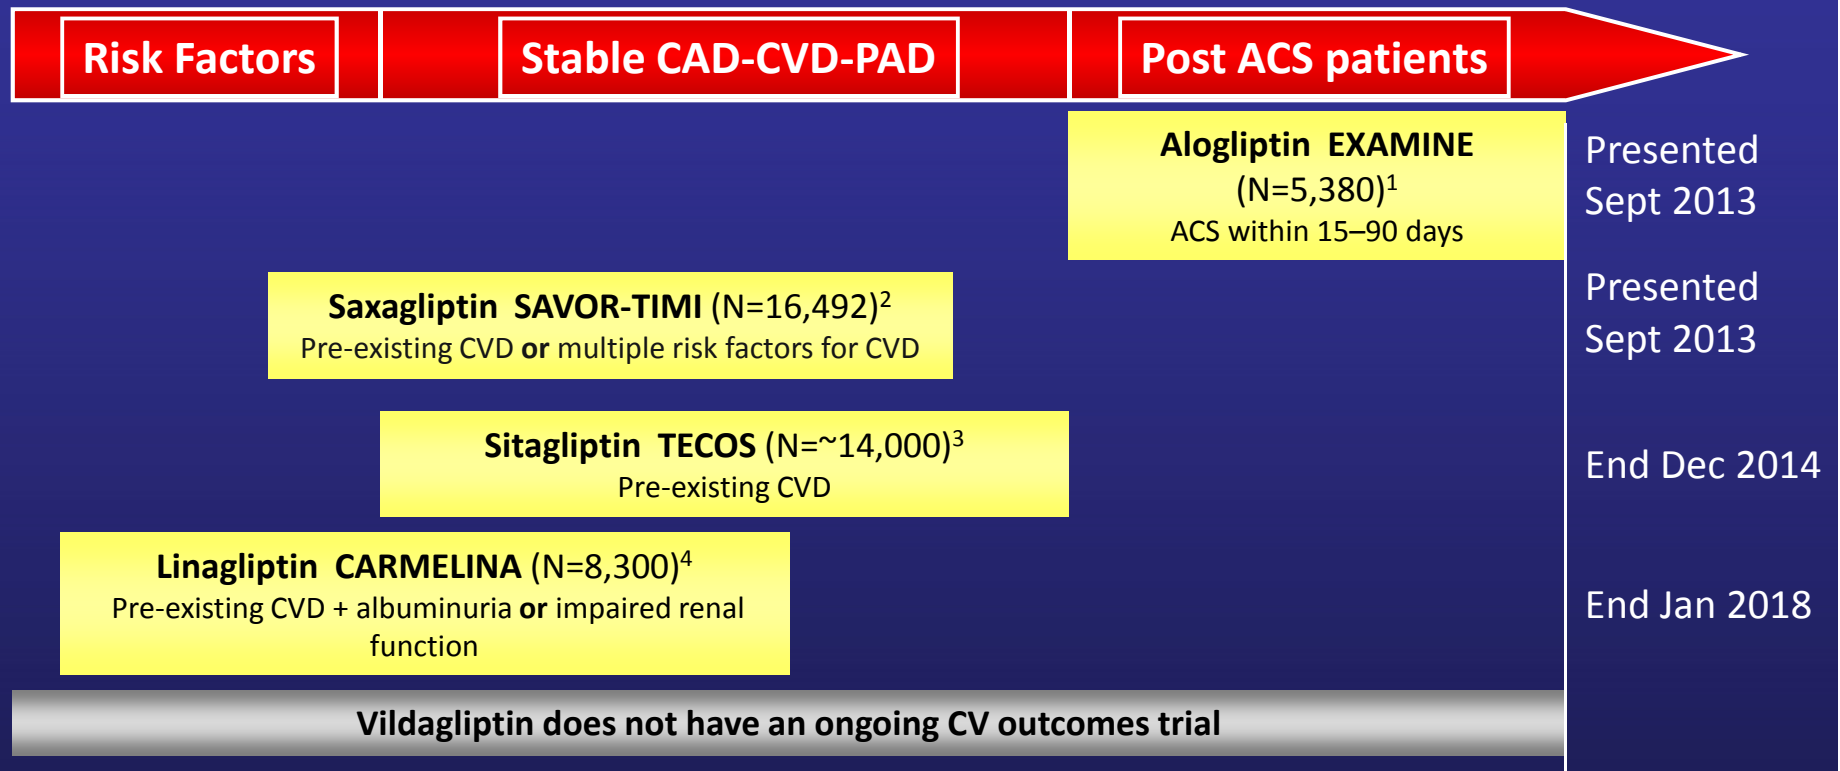 Risk Factors
Stable CAD-CVD-PAD
Post ACS patients
Alogliptin EXAMINE
(N=5,380)¹
ACS within 15–90 days
Presented
Sept 2013
Saxagliptin SAVOR-TIMI (N=16,492)²
Pre-existing CVD or multiple risk factors for CVD
Presented
Sept 2013
Sitagliptin TECOS (N=~14,000)³
Pre-existing CVD
End Dec 2014
Linagliptin CARMELINA (N=8,300)⁴
Pre-existing CVD + albuminuria or impaired renal
function
End Jan 2018
Vildagliptin does not have an ongoing CV outcomes trial